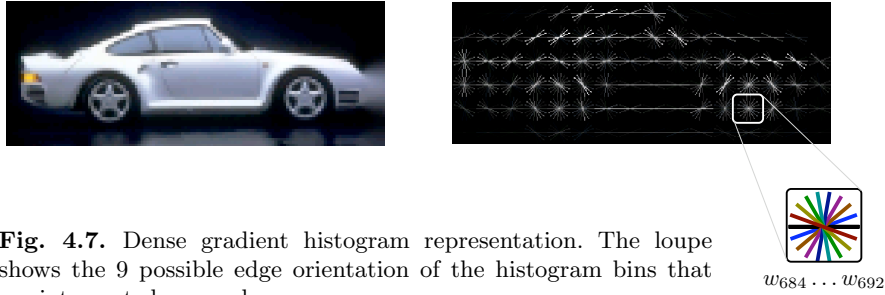 Fig. 4.7. Dense gradient histogram representation. The loupe
shows the 9 possible edge orientation of the histogram bins that
w684 ... w692